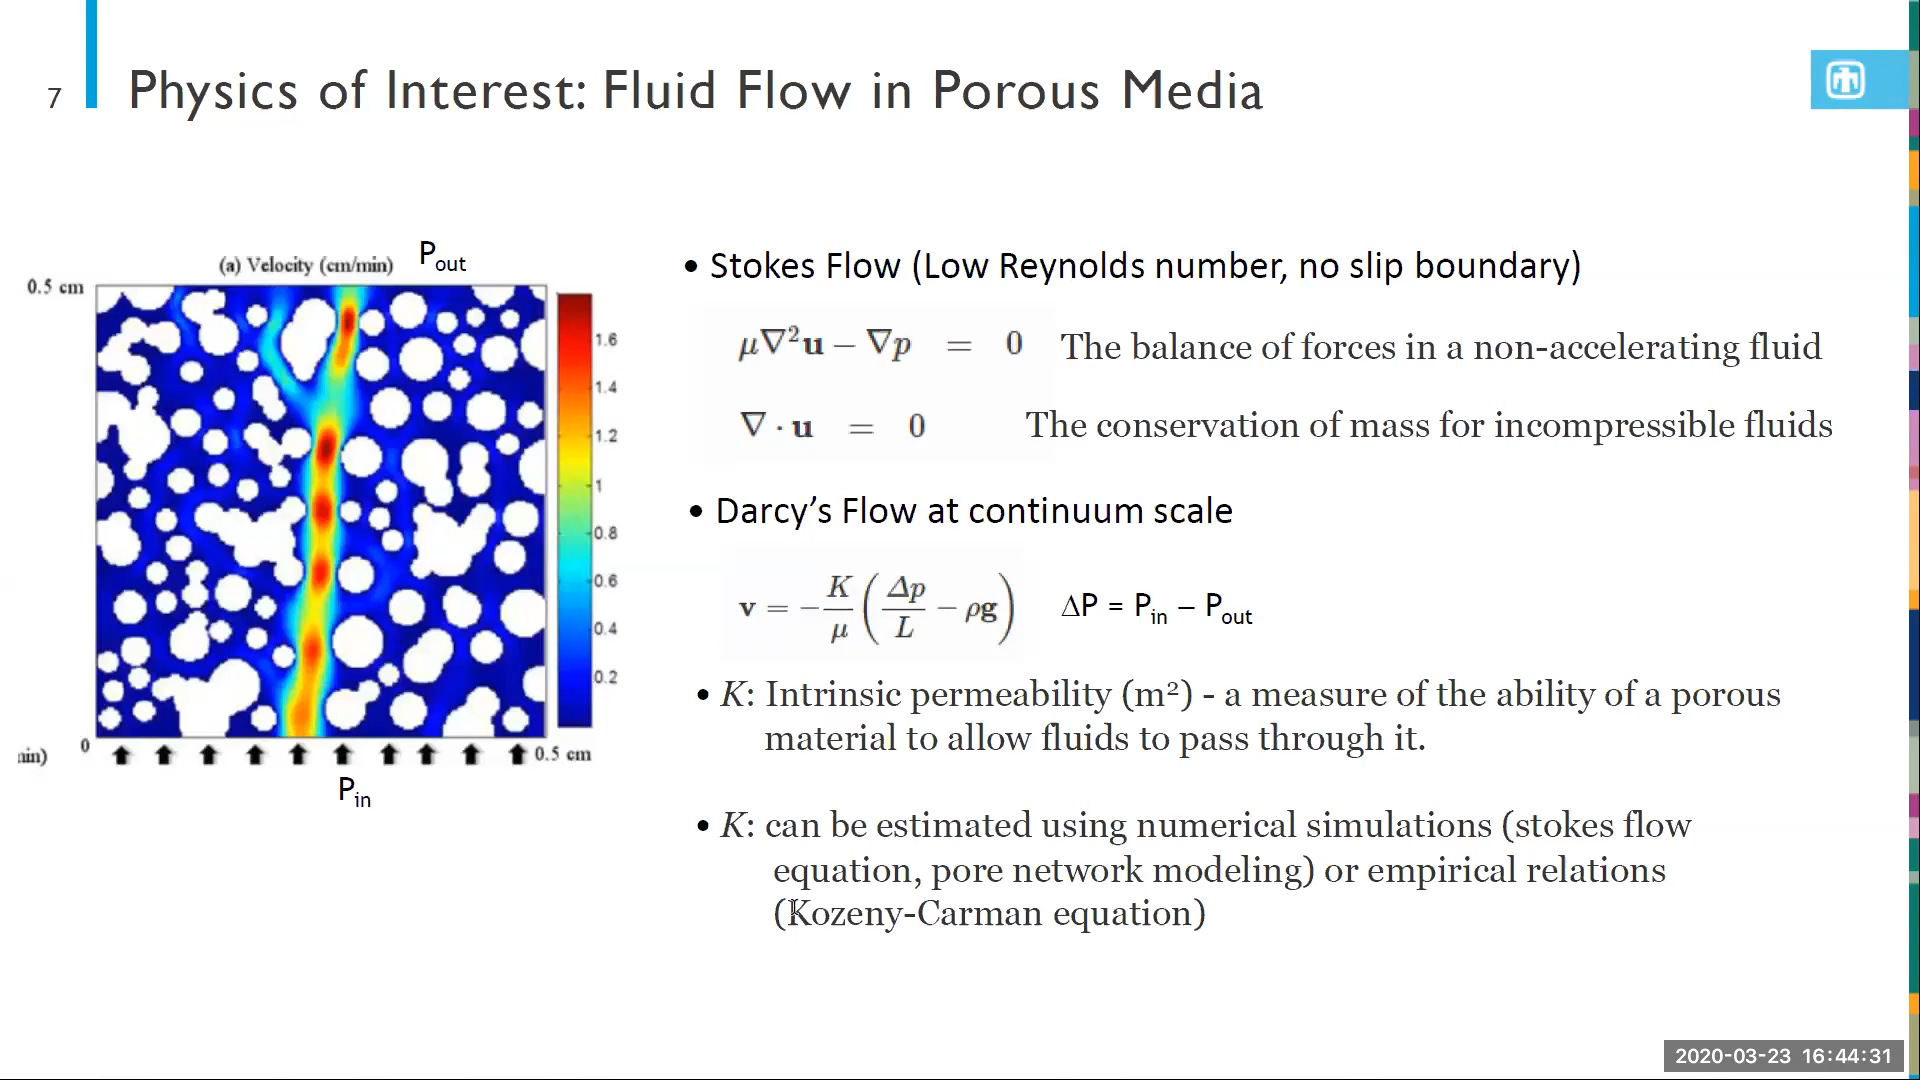 7
Physics of Interest: Fluid Flow in Porous Media
(a) Velocity (cm/min)
P_out
0.5 cm
1.6
1.4
1.2
1
0.8
0.6
0.4
0.2
0
0.5 cm
nin)
P_in
• Stokes Flow (Low Reynolds number, no slip boundary)
μ∇²u − ∇p = 0 The balance of forces in a non-accelerating fluid
∇ · u = 0 The conservation of mass for incompressible fluids
• Darcy’s Flow at continuum scale
v = −K/μ (Δp/L − ρg) ΔP = P_in – P_out
• K: Intrinsic permeability (m²) - a measure of the ability of a porous
material to allow fluids to pass through it.
• K: can be estimated using numerical simulations (stokes flow
equation, pore network modeling) or empirical relations
(Kozeny-Carman equation)
2020-03-23 16:44:31